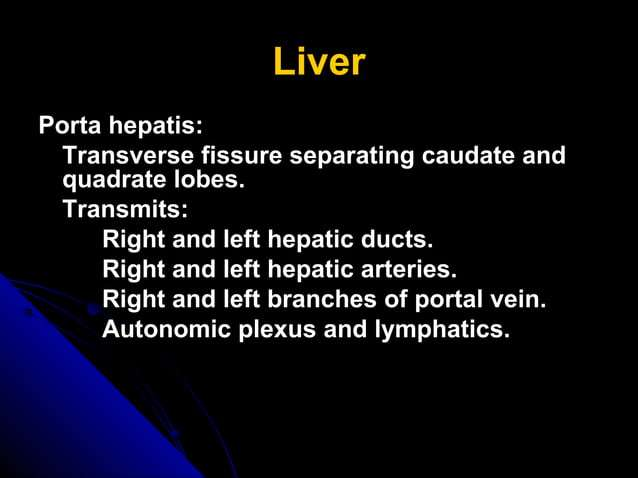 Liver
Porta hepatis:
Transverse fissure separating caudate and
quadrate lobes.
Transmits:
Right and left hepatic ducts.
Right and left hepatic arteries.
Right and left branches of portal vein.
Autonomic plexus and lymphatics.